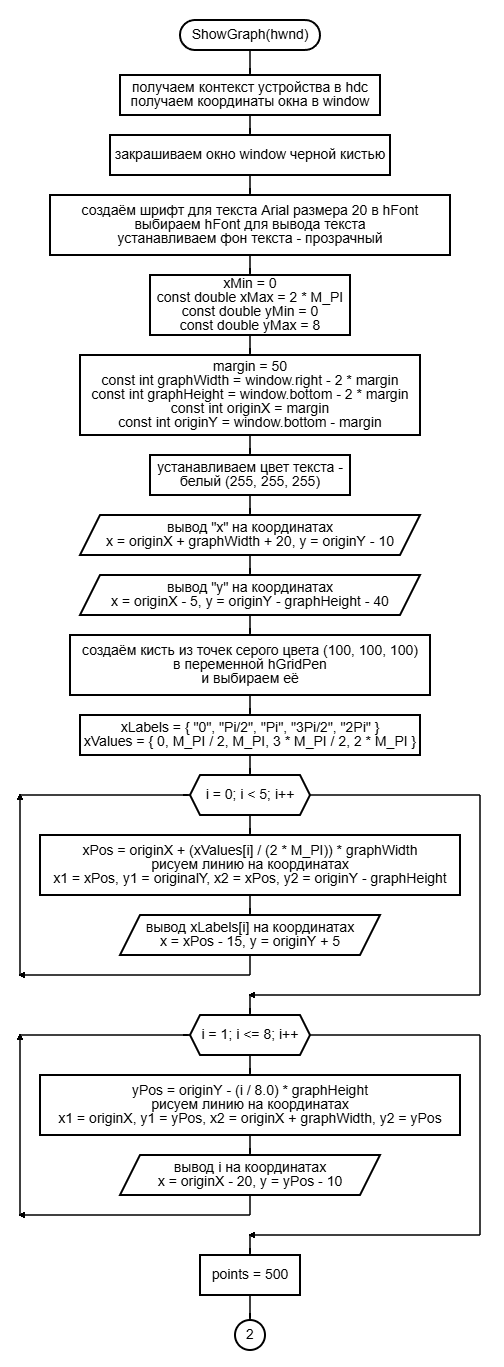 ShowGraph(hwnd)
получаем контекст устройства в hdc
получаем координаты окна в window
закрашиваем окно window черной кистью
создаём шрифт для текста Arial размера 20 в hFont
выбираем hFont для вывода текста
устанавливаем фон текста - прозрачный
xMin = 0
const double xMax = 2 * M_PI
const double yMin = 0
const double yMax = 8
margin = 50
const int graphWidth = window.right - 2 * margin
const int graphHeight = window.bottom - 2 * margin
const int originX = margin
const int originY = window.bottom - margin
устанавливаем цвет текста -
белый (255, 255, 255)
вывод "x" на координатах
x = originX + graphWidth + 20, y = originY - 10
вывод "y" на координатах
x = originX - 5, y = originY - graphHeight - 40
создаём кисть из точек серого цвета (100, 100, 100)
в переменной hGridPen
и выбираем её
xLabels = { "0", "Pi/2", "Pi", "3Pi/2", "2Pi" }
xValues = { 0, M_PI / 2, M_PI, 3 * M_PI / 2, 2 * M_PI }
i = 0; i < 5; i++
xPos = originX + (xValues[i] / (2 * M_PI)) * graphWidth
рисуем линию на координатах
x1 = xPos, y1 = originalY, x2 = xPos, y2 = originY - graphHeight
вывод xLabels[i] на координатах
x = xPos - 15, y = originY + 5
i = 1; i <= 8; i++
yPos = originY - (i / 8.0) * graphHeight
рисуем линию на координатах
x1 = originX, y1 = yPos, x2 = originX + graphWidth, y2 = yPos
вывод i на координатах
x = originX - 20, y = yPos - 10
points = 500
2